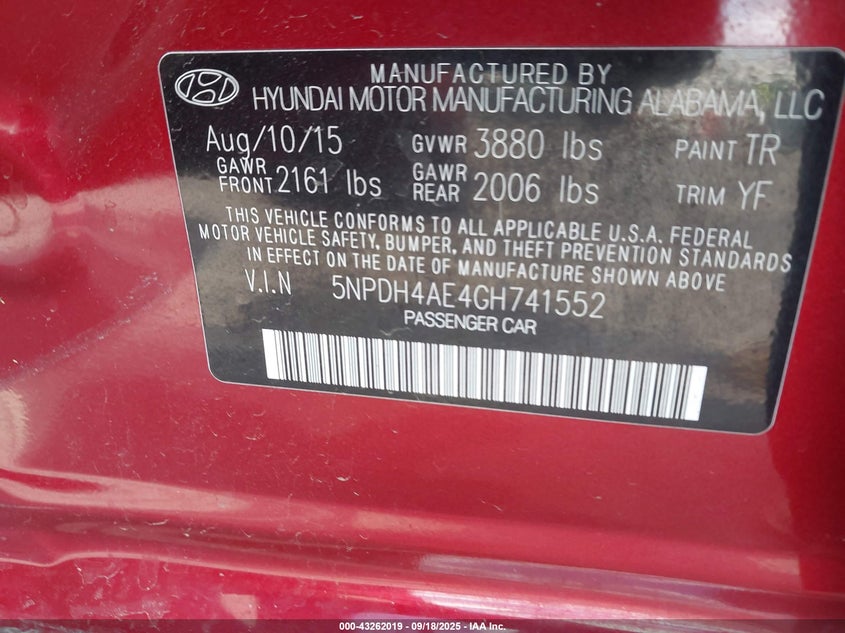 MANUFACTURED BY
HYUNDAI MOTOR MANUFACTURING ALABAMA, LLC
Aug/10/15 GVWR 3880 lbs PAINT TR
GAWR FRONT 2161 lbs GAWR REAR 2006 lbs TRIM YF
THIS VEHICLE CONFORMS TO ALL APPLICABLE U.S.A. FEDERAL
MOTOR VEHICLE SAFETY, BUMPER, AND THEFT PREVENTION STANDARDS
IN EFFECT ON THE DATE OF MANUFACTURE SHOWN ABOVE
V.I.N 5NPDH4AE4GH741552
PASSENGER CAR
000-43262019 - 09/18/2025 - IAA Inc.